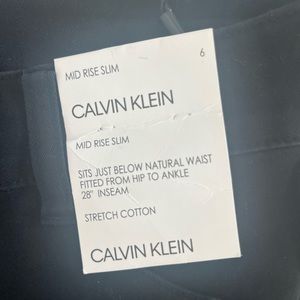 MID RISE SLIM 6
CALVIN KLEIN
MID RISE SLIM
SITS JUST BELOW NATURAL WAIST
FITTED FROM HIP TO ANKLE
28" INSEAM
STRETCH COTTON
CALVIN KLEIN